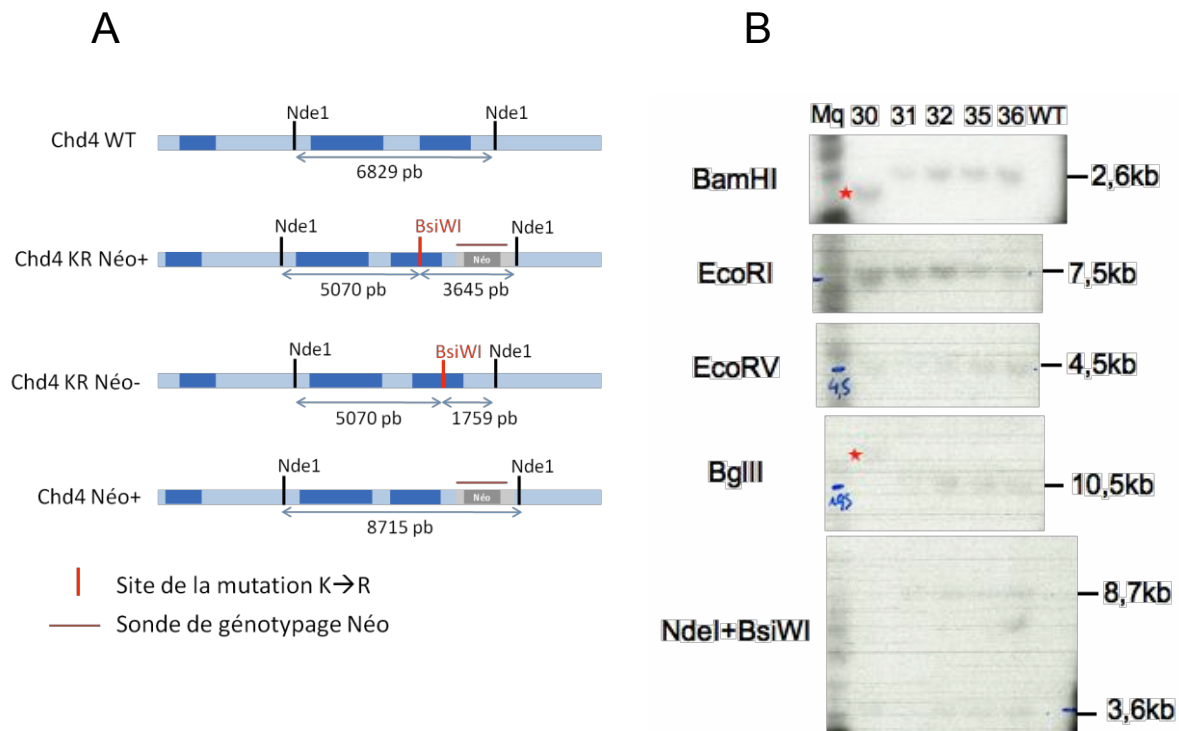 A
B
Chd4 WT
Nde1 Nde1
6829 pb
Chd4 KR Néo+
Nde1 BsiWI Nde1
Néo
5070 pb 3645 pb
Chd4 KR Néo-
Nde1 BsiWI Nde1
5070 pb 1759 pb
Chd4 Néo+
Nde1 Nde1
Néo
8715 pb
Site de la mutation K→R
Sonde de génotypage Néo
Mq 30 31 32 35 36 WT
BamHI 2,6kb
EcoRI 7,5kb
EcoRV 4,5 4,5kb
BglII 10,5kb
NdeI+BsiWI
8,7kb
3,6kb